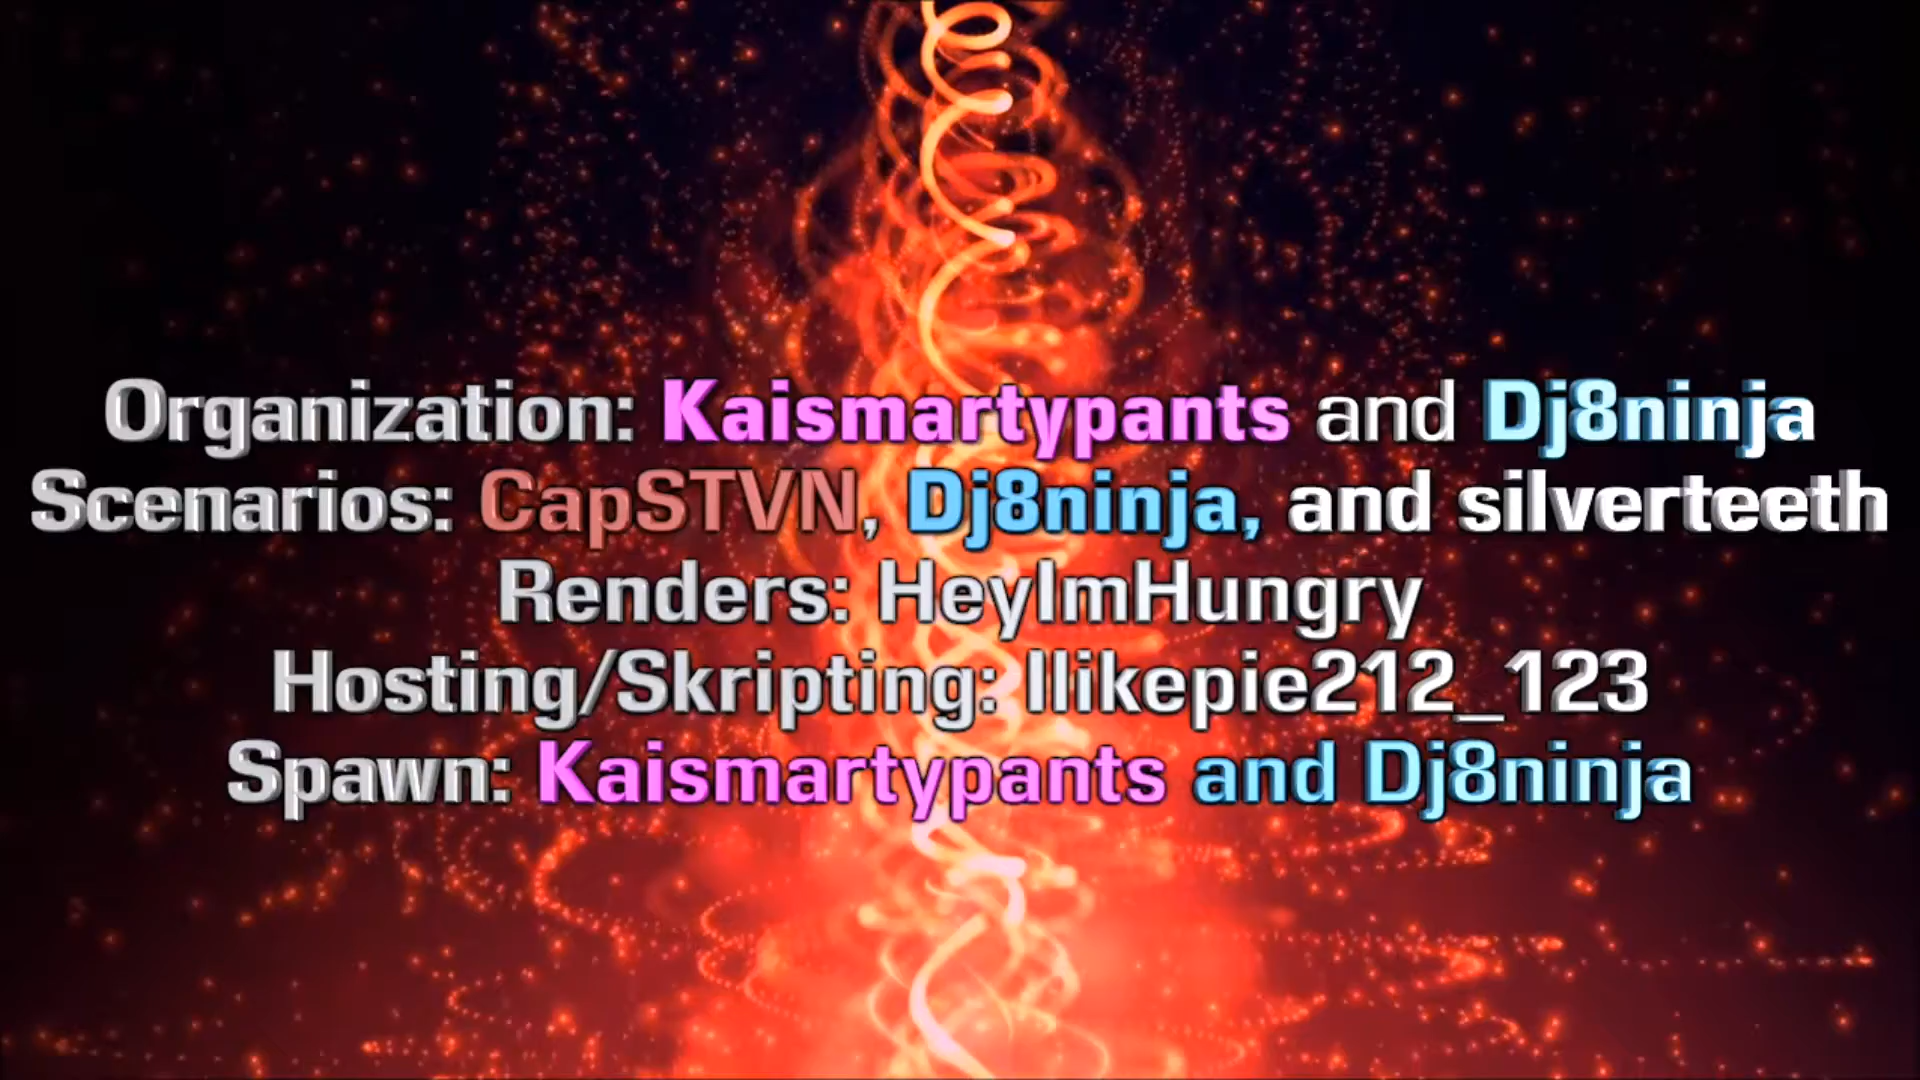 Organization: Kaismartypants and Dj8ninja
Scenarios: CapSTVN, Dj8ninja, and silverteeth
Renders: HeyImHungry
Hosting/Skripting: Ilikepie212_123
Spawn: Kaismartypants and Dj8ninja